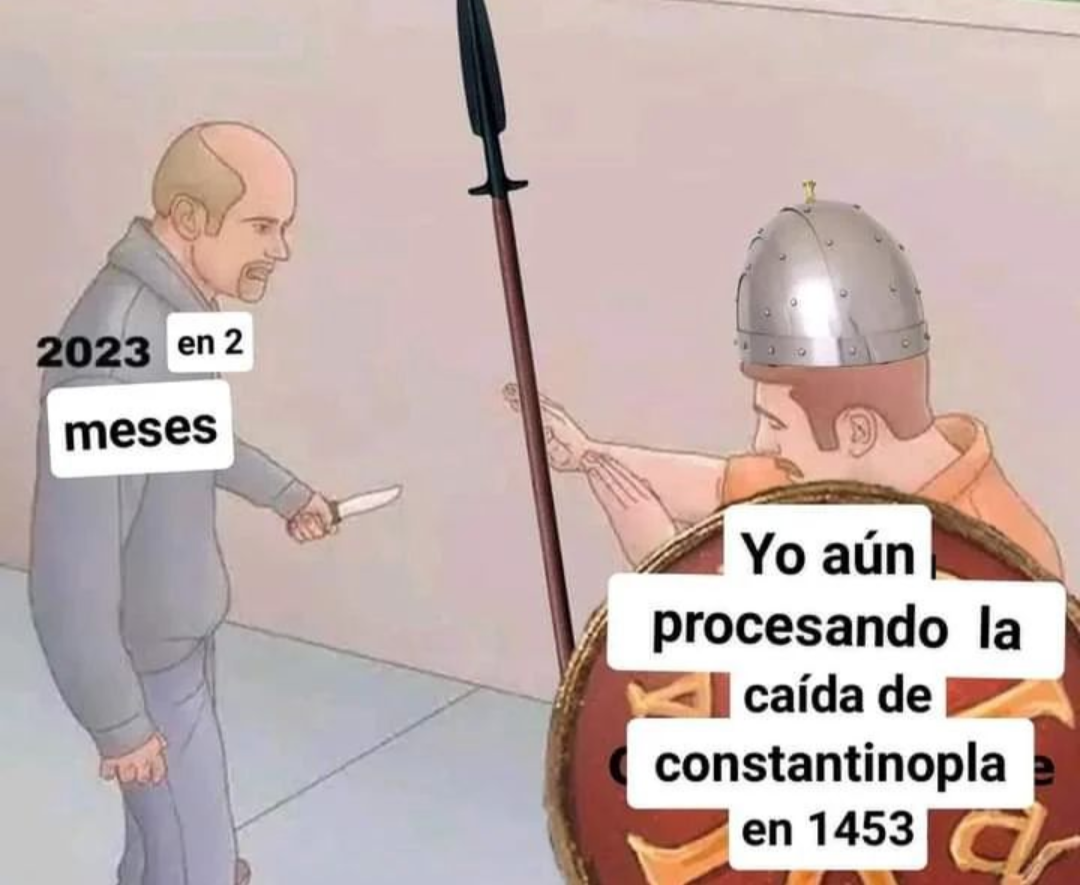 2023 en 2
meses
Yo aún
procesando la
caída de
constantinopla
en 1453